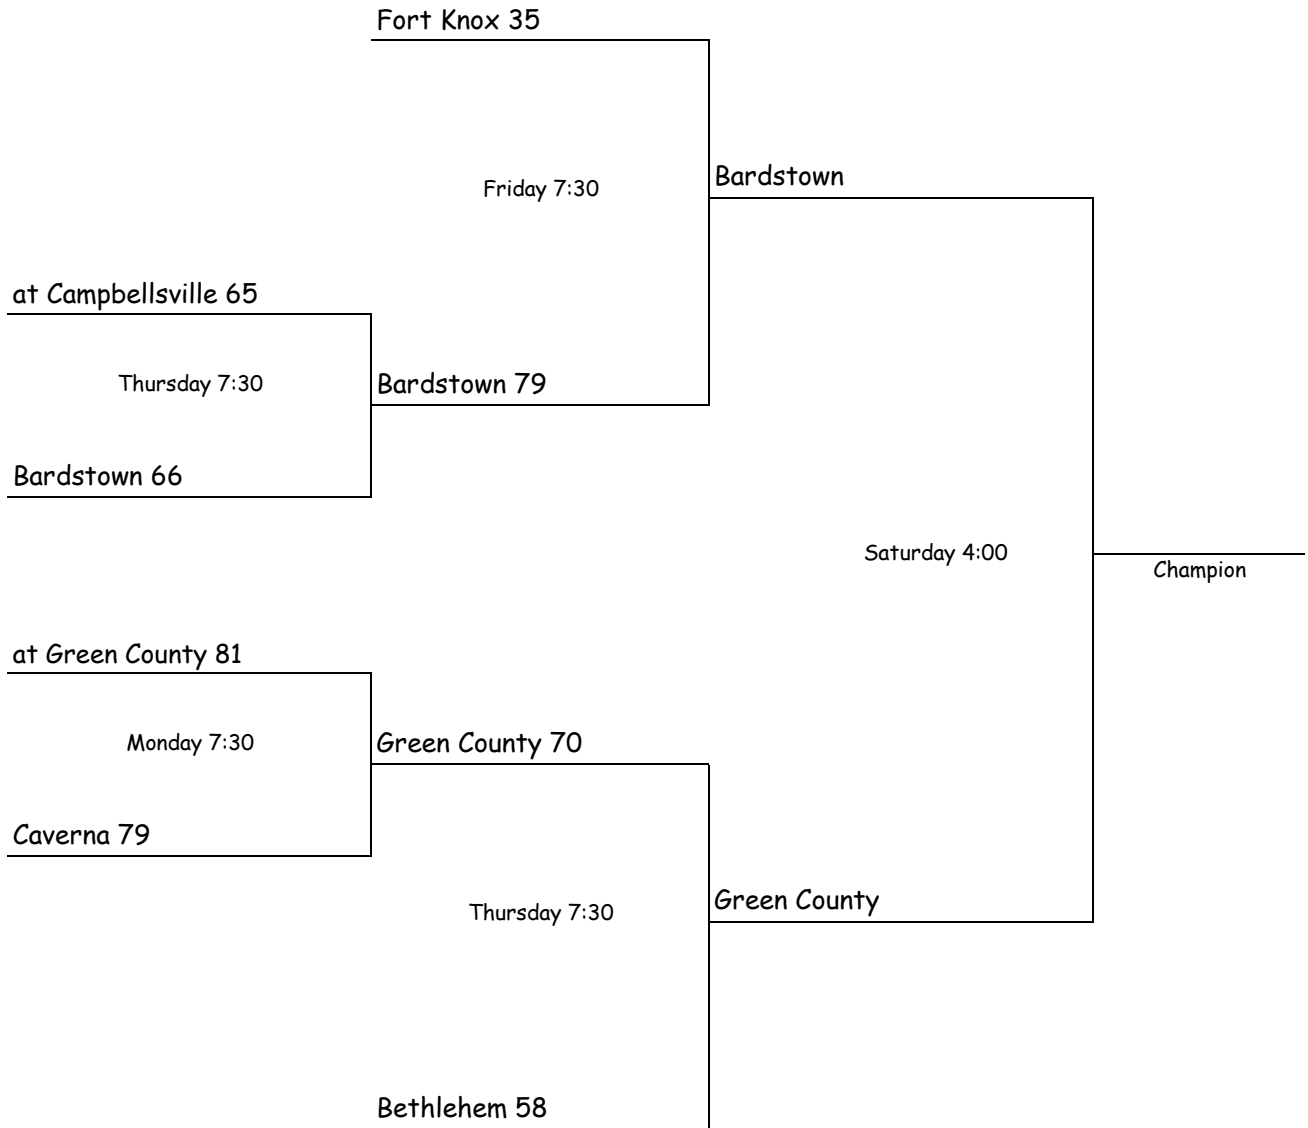 Fort Knox 35
Friday 7:30
Bardstown
at Campbellsville 65
Thursday 7:30
Bardstown 79
Bardstown 66
Saturday 4:00
Champion
at Green County 81
Monday 7:30
Green County 70
Caverna 79
Thursday 7:30
Green County
Bethlehem 58